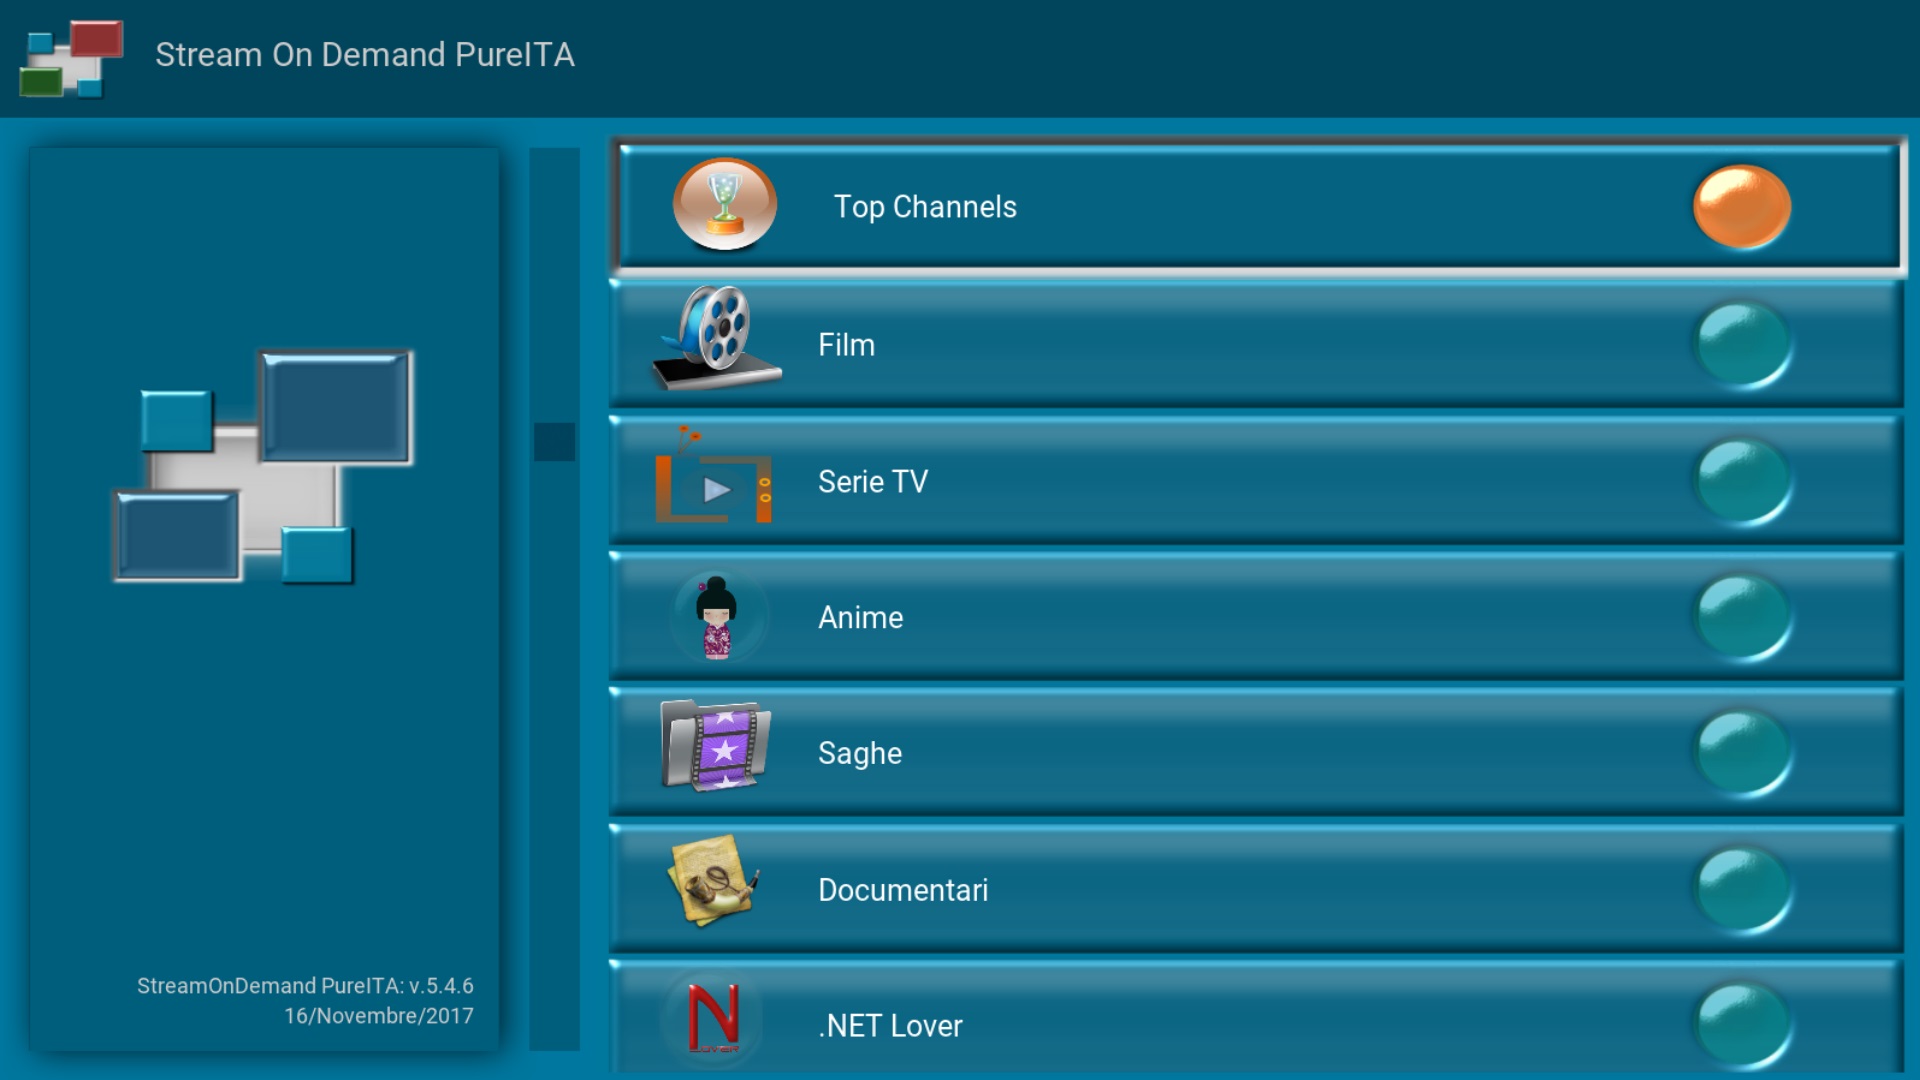 Stream On Demand PureITA
Top Channels
Film
Serie TV
Anime
Saghe
Documentari
.NET Lover
N
LOVER
StreamOnDemand PureITA: v.5.4.6
16/Novembre/2017